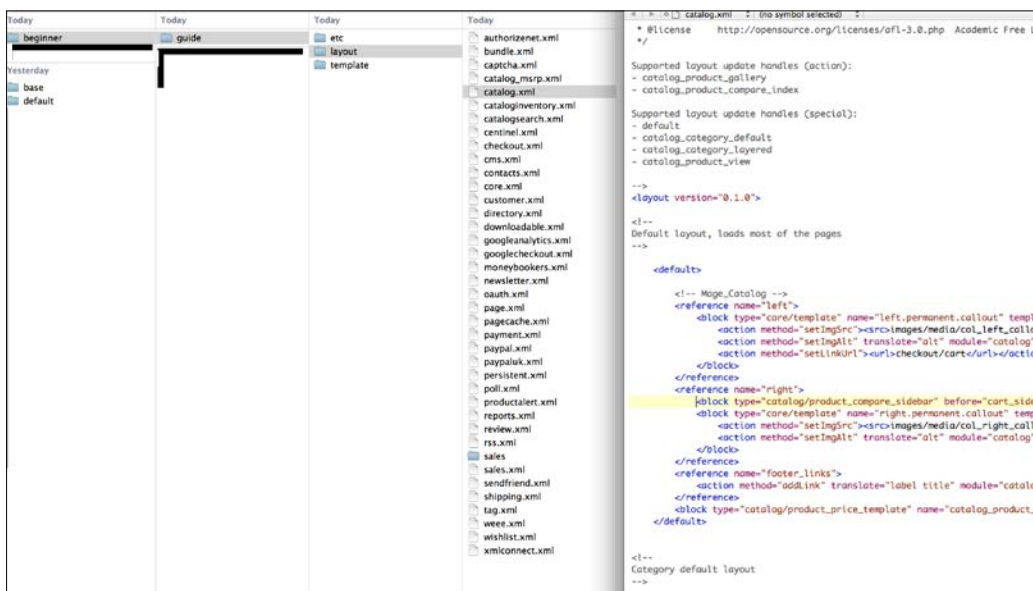 Today
beginner
Yesterday
base
default
Today
guide
Today
etc
layout
template
Today
authorizenet.xml
bundle.xml
captcha.xml
catalog_msrp.xml
catalog.xml
cataloginventory.xml
catalogsearch.xml
centinel.xml
checkout.xml
cms.xml
contacts.xml
core.xml
customer.xml
directory.xml
downloadable.xml
googleanalytics.xml
googlecheckout.xml
moneybookers.xml
newsletter.xml
oauth.xml
page.xml
pagecache.xml
payment.xml
paypal.xml
paypaluk.xml
persistent.xml
poll.xml
productalert.xml
reports.xml
review.xml
rss.xml
sales
sales.xml
sendfriend.xml
shipping.xml
tag.xml
weee.xml
wishlist.xml
xmlconnect.xml
catalog.xml (no symbol selected)
* @license http://opensource.org/licenses/afl-3.0.php Academic Free L
*/
Supported layout update handles (action):
- catalog_product_gallery
- catalog_product_compare_index
Supported layout update handles (special):
- default
- catalog_category_default
- catalog_category_layered
- catalog_product_view
-->
<layout version="0.1.0">
<!--
Default layout, loads most of the pages
-->
<default>
<!-- Mage_Catalog -->
<reference name="left">
<block type="core/template" name="left.permanent.callout" templ
<action method="setImgSrc"><src>images/media/col_left_callo
<action method="setImgAlt" translate="alt" module="catalog"
<action method="setLinkUrl"><url>checkout/cart</url></actio
</block>
</reference>
<reference name="right">
<block type="catalog/product_compare_sidebar" before="cart_side
<block type="core/template" name="right.permanent.callout" temp
<action method="setImgSrc"><src>images/media/col_right_call
<action method="setImgAlt" translate="alt" module="catalog"
</block>
</reference>
<reference name="footer_links">
<action method="addLink" translate="label title" module="catalo
</reference>
<block type="catalog/product_price_template" name="catalog_product_
</default>
<!--
Category default layout
-->